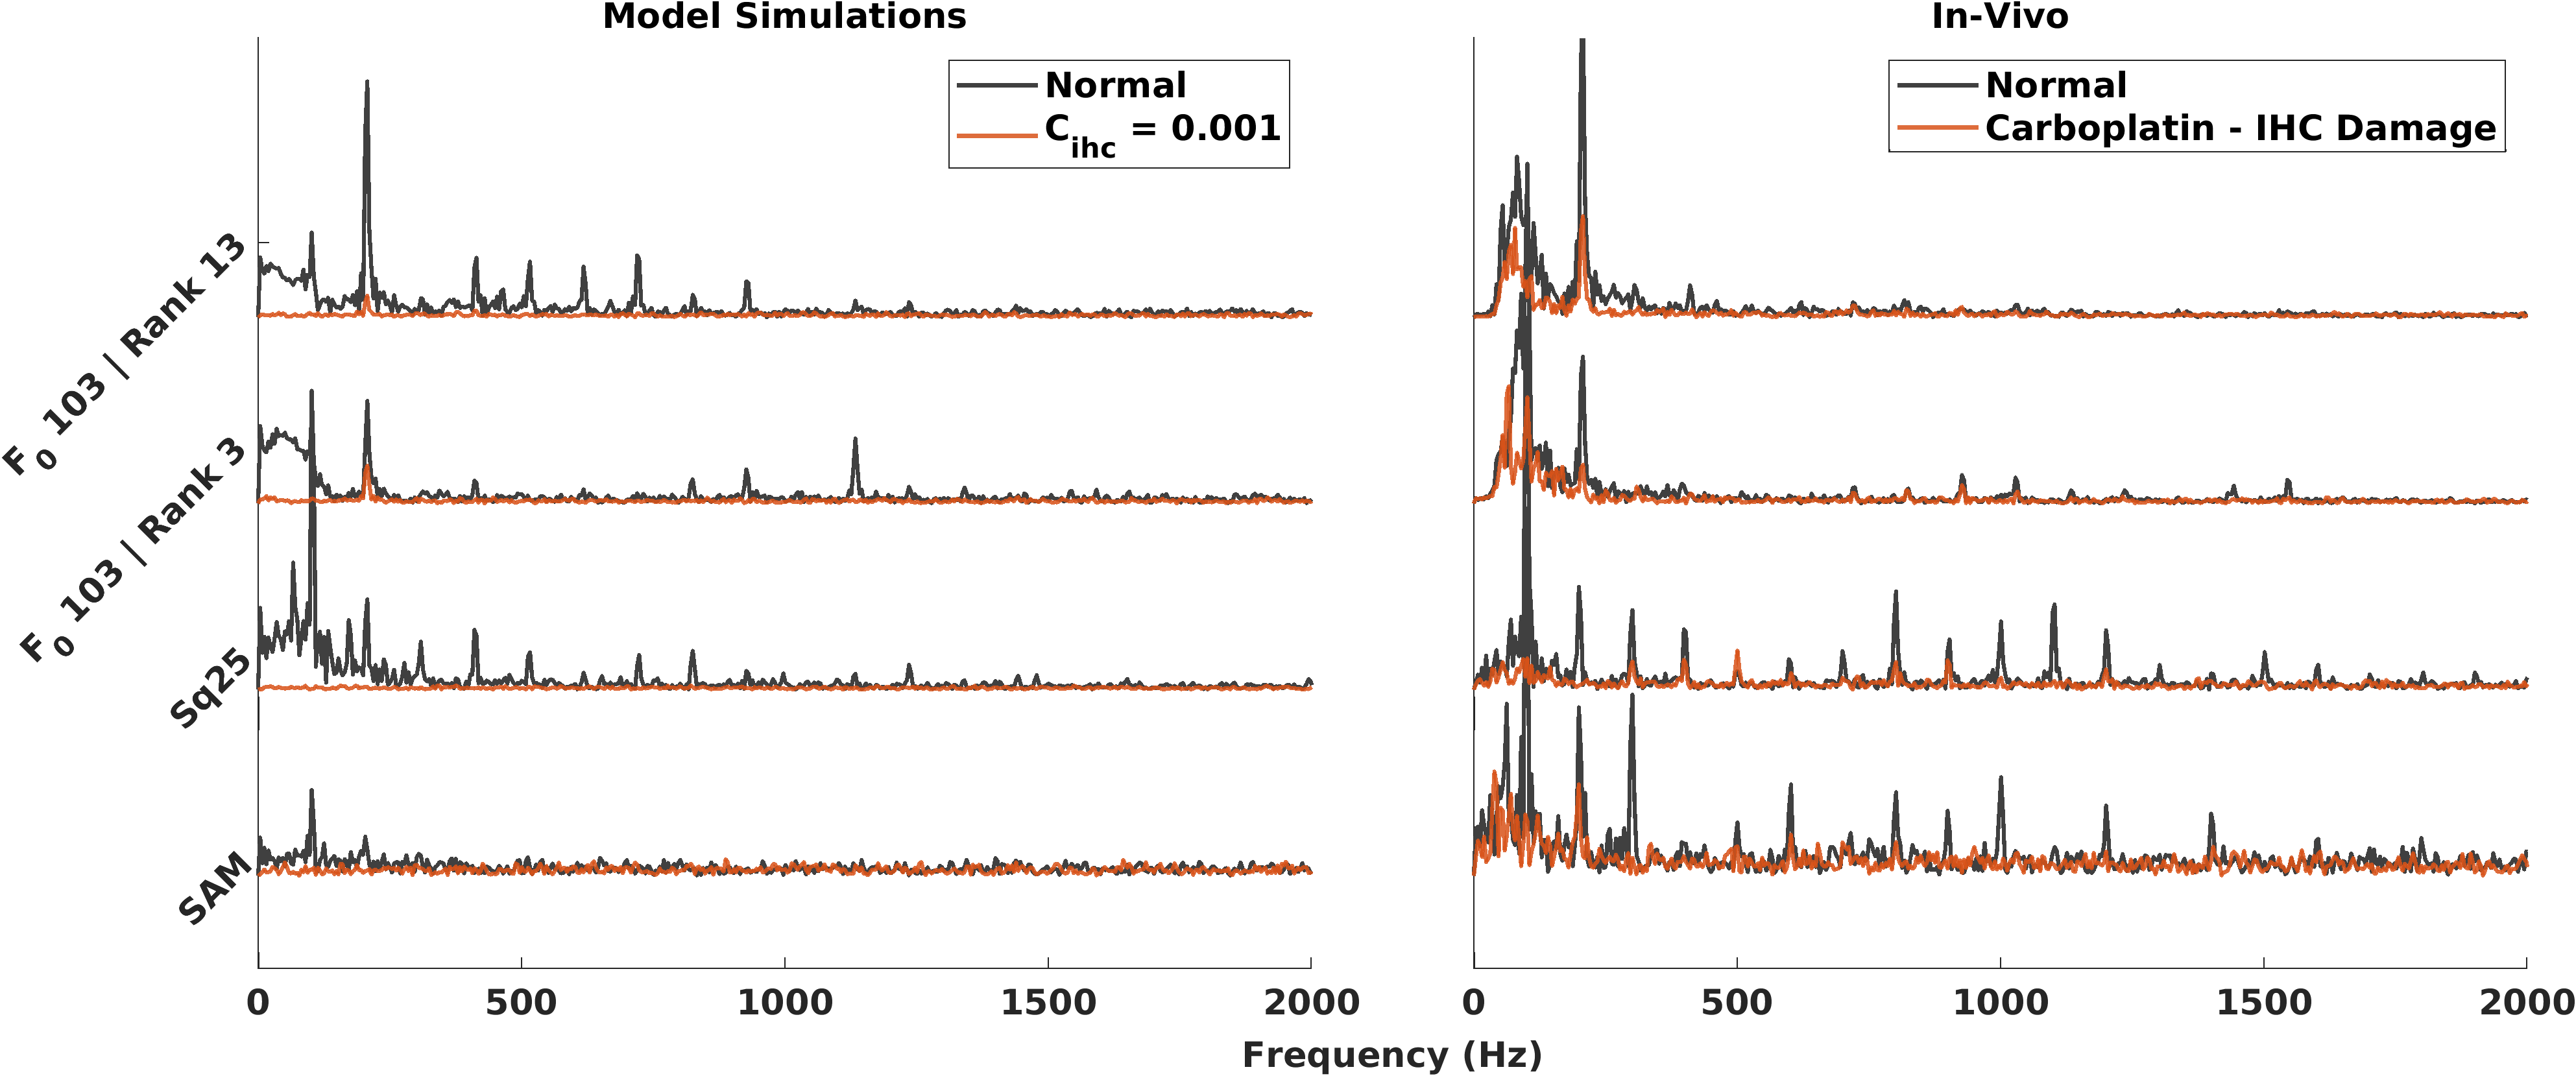 Model Simulations
Normal
C_ihc = 0.001
F_0 103 | Rank 13
F_0 103 | Rank 3
Sq25
SAM
0 500 1000 1500 2000
In-Vivo
Normal
Carboplatin - IHC Damage
0 500 1000 1500 2000
Frequency (Hz)